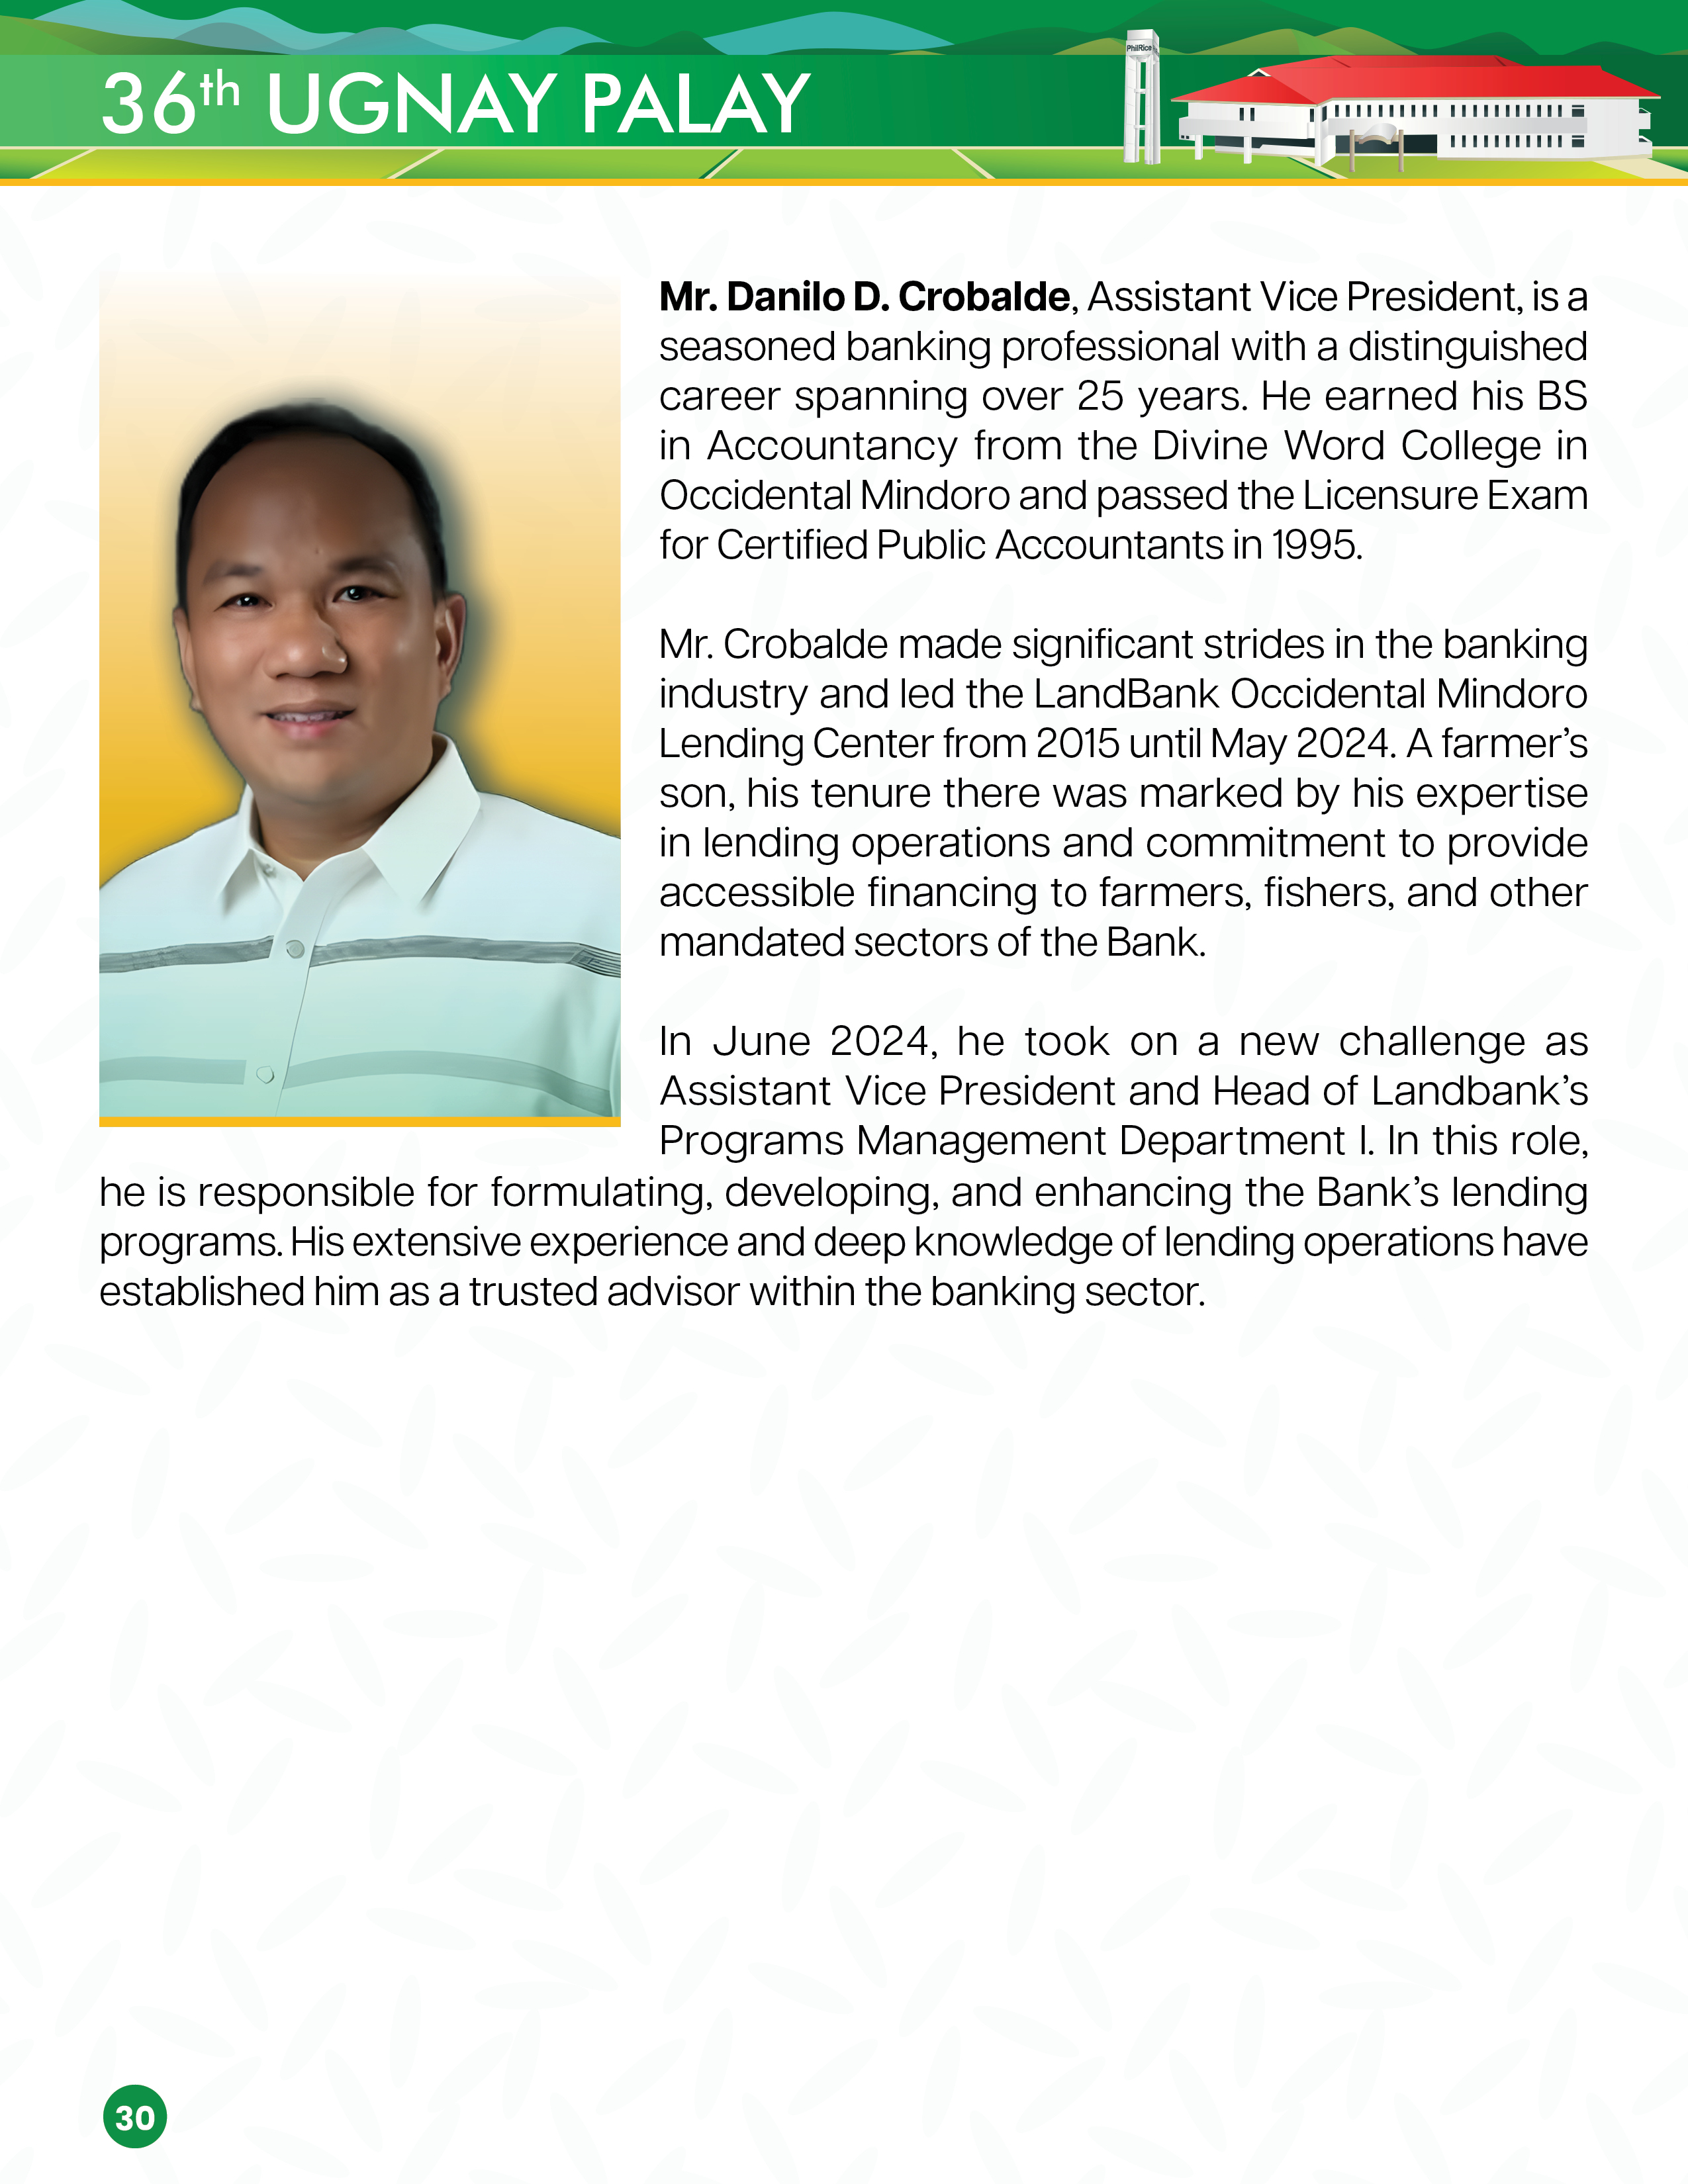 36th UGNAY PALAY
PhilRice
Mr. Danilo D. Crobalde, Assistant Vice President, is a
seasoned banking professional with a distinguished
career spanning over 25 years. He earned his BS
in Accountancy from the Divine Word College in
Occidental Mindoro and passed the Licensure Exam
for Certified Public Accountants in 1995.
Mr. Crobalde made significant strides in the banking
industry and led the LandBank Occidental Mindoro
Lending Center from 2015 until May 2024. A farmer’s
son, his tenure there was marked by his expertise
in lending operations and commitment to provide
accessible financing to farmers, fishers, and other
mandated sectors of the Bank.
In June 2024, he took on a new challenge as
Assistant Vice President and Head of Landbank’s
Programs Management Department I. In this role,
he is responsible for formulating, developing, and enhancing the Bank’s lending
programs. His extensive experience and deep knowledge of lending operations have
established him as a trusted advisor within the banking sector.
30